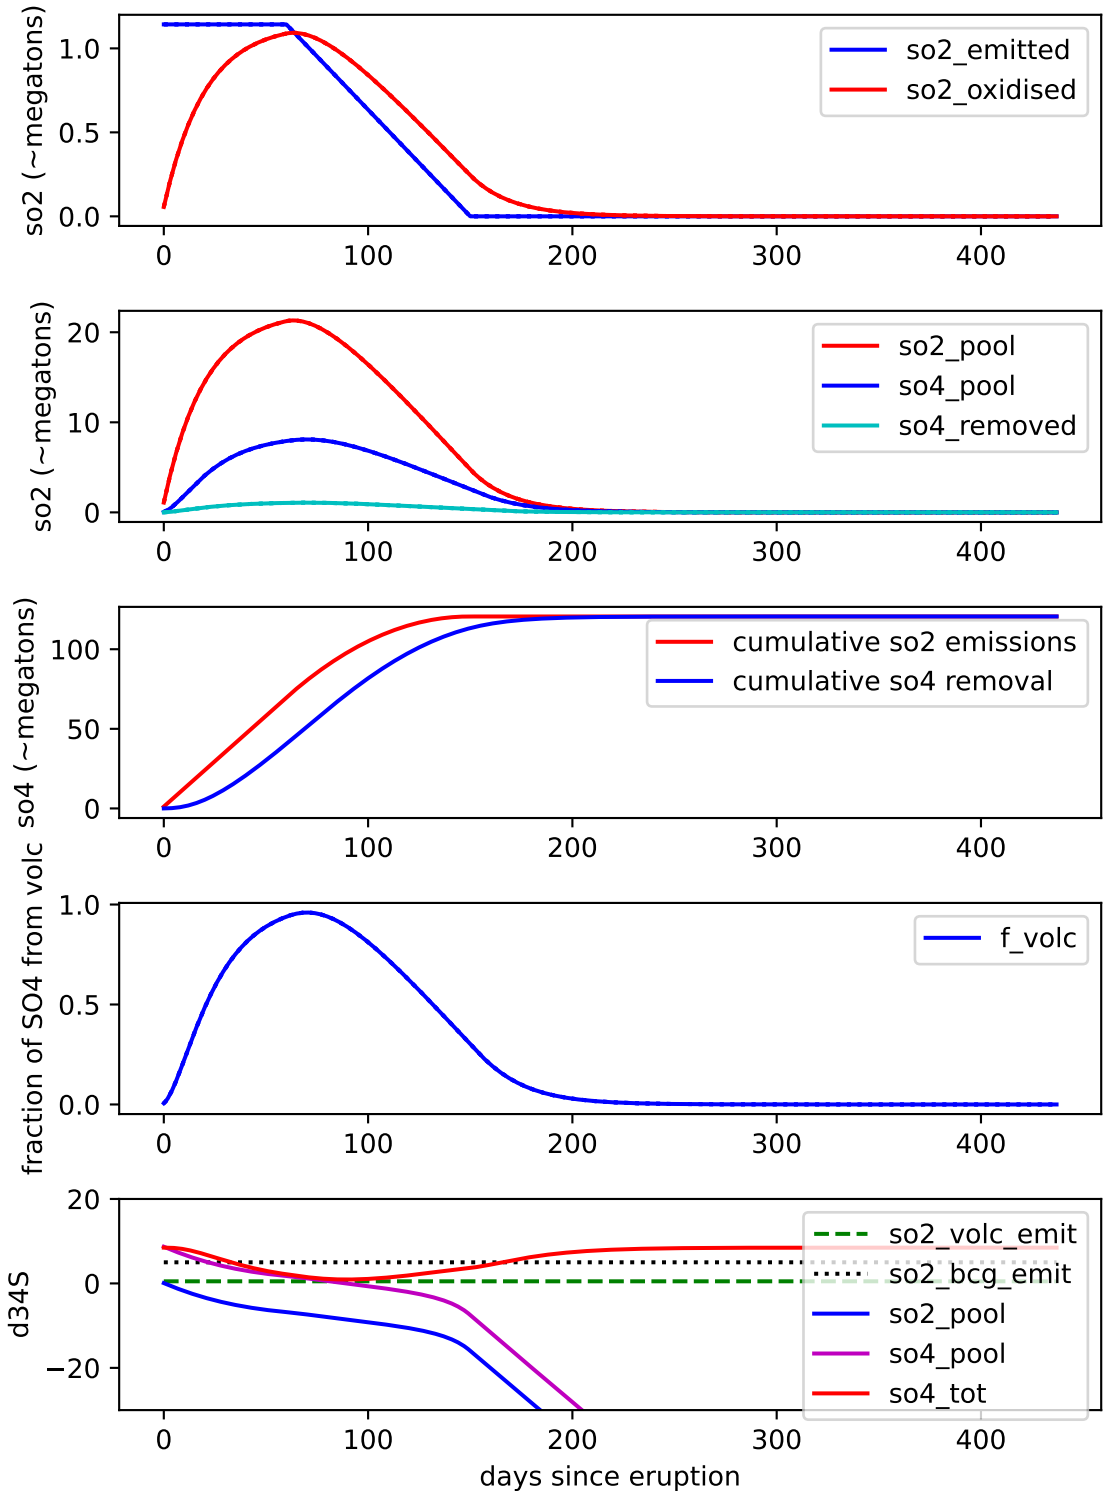 so2 (~megatons)
1.0
0.5
0.0
so2_emitted
so2_oxidised
0 100 200 300 400
so2 (~megatons)
20
10
0
so2_pool
so4_pool
so4_removed
0 100 200 300 400
so4 (~megatons)
100
50
0
cumulative so2 emissions
cumulative so4 removal
0 100 200 300 400
fraction of SO4 from volc
1.0
0.5
0.0
f_volc
0 100 200 300 400
d34S
20
0
−20
so2_volc_emit
so2_bcg_emit
so2_pool
so4_pool
so4_tot
0 100 200 300 400
days since eruption